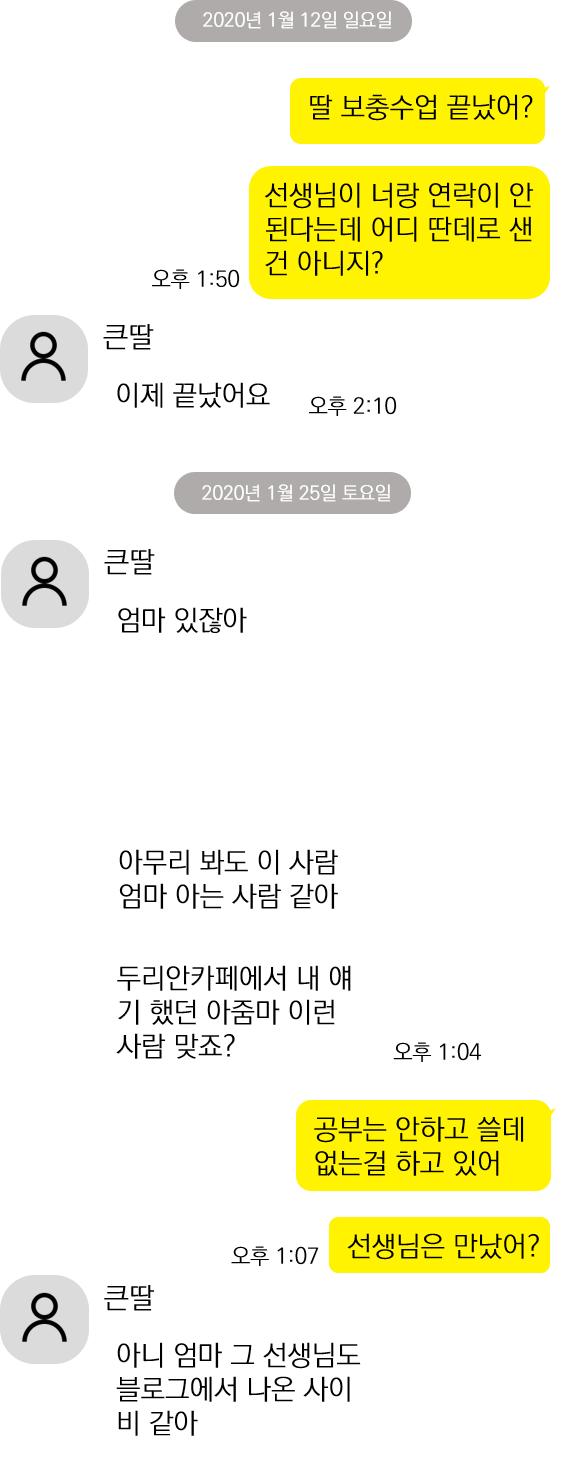 2020년 1월 12일 일요일
딸 보충수업 끝났어?
선생님이 너랑 연락이 안
된다는데 어디 딴데로 샌
건 아니지?
오후 1:50
큰딸
이제 끝났어요
오후 2:10
2020년 1월 25일 토요일
큰딸
엄마 있잖아
아무리 봐도 이 사람
엄마 아는 사람 같아
두리안카페에서 내 얘
기 했던 아줌마 이런
사람 맞죠?
오후 1:04
공부는 안하고 쓸데
없는걸 하고 있어
선생님은 만났어?
오후 1:07
큰딸
아니 엄마 그 선생님도
블로그에서 나온 사이
비 같아